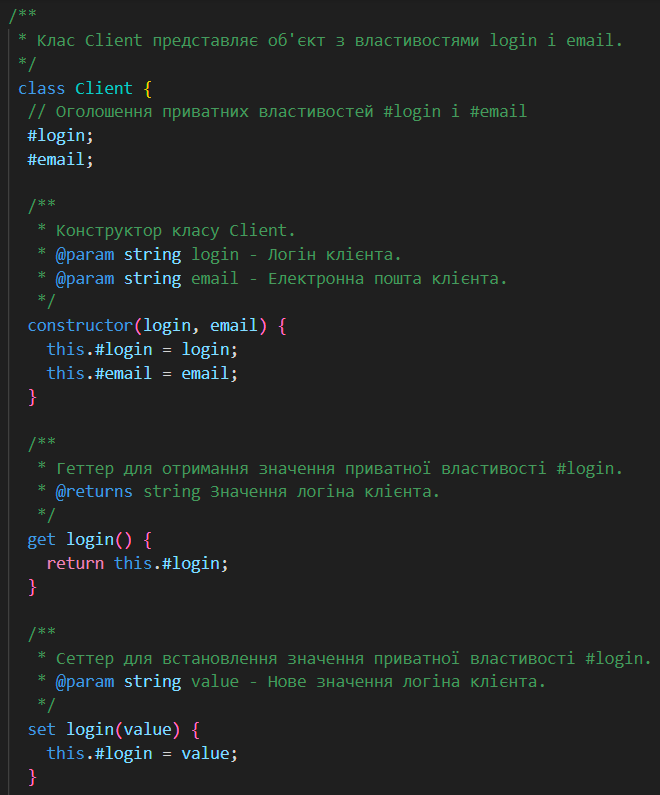 /**
* Клас Client представляє об'єкт з властивостями login і email.
*/
class Client {
// Оголошення приватних властивостей #login і #email
#login;
#email;
/**
* Конструктор класу Client.
* @param string login - Логін клієнта.
* @param string email - Електронна пошта клієнта.
*/
constructor(login, email) {
this.#login = login;
this.#email = email;
}
/**
* Геттер для отримання значення приватної властивості #login.
* @returns string Значення логіна клієнта.
*/
get login() {
return this.#login;
}
/**
* Сеттер для встановлення значення приватної властивості #login.
* @param string value - Нове значення логіна клієнта.
*/
set login(value) {
this.#login = value;
}